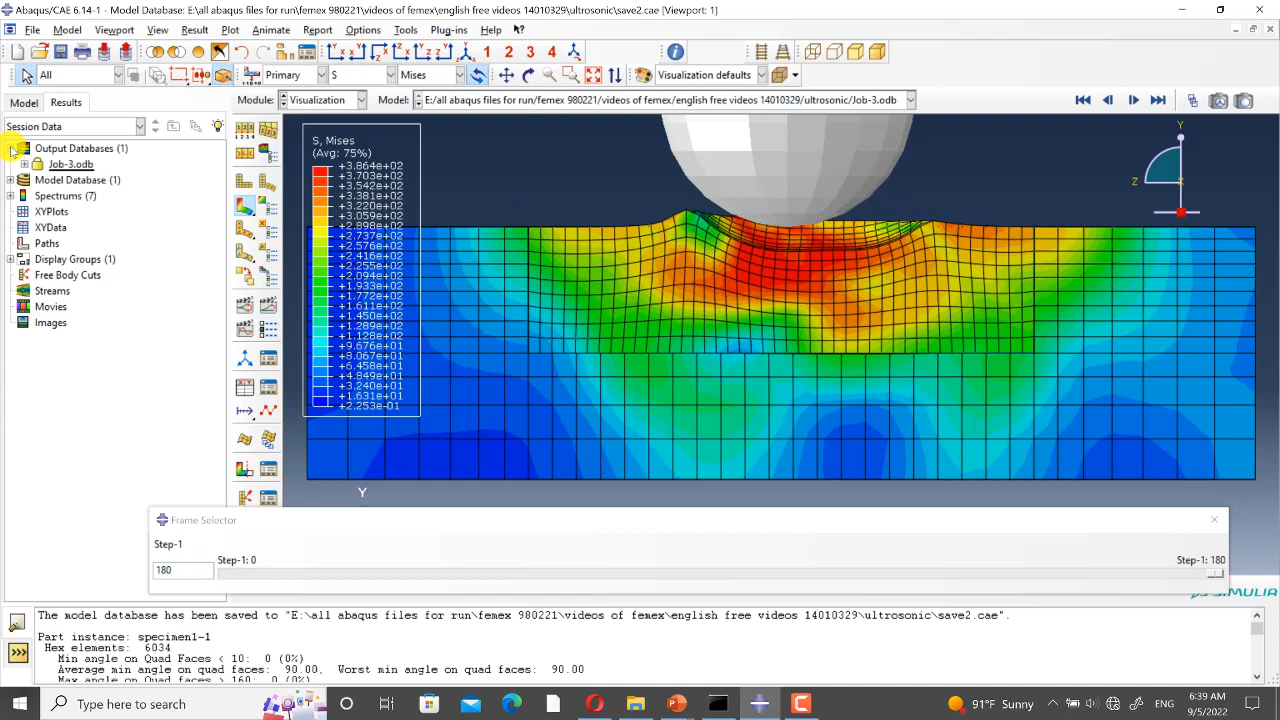 Abaqus/CAE 6.14-1 - Model Database: E:\all abaqus files for run\femex 980221\videos of femex\english free videos 14010329\ultrosonic\save2.cae [Viewport: 1]
File Model Viewport View Result Plot Animate Report Options Tools Plug-ins Help
1 2 3 4
All Primary S Mises Visualization defaults
Model Results Module: Visualization Model: E:/all abaqus files for run/femex 980221/videos of femex/english free videos 14010329/ultrosonic/Job-3.odb
Session Data
Output Databases (1)
Job-3.odb
Model Database (1)
Spectrums (7)
XYPlots
XYData
Paths
Display Groups (1)
Free Body Cuts
Streams
Movies
Images
S, Mises
(Avg: 75%)
+3.864e+02
+3.703e+02
+3.542e+02
+3.381e+02
+3.220e+02
+3.059e+02
+2.898e+02
+2.737e+02
+2.576e+02
+2.416e+02
+2.255e+02
+2.094e+02
+1.933e+02
+1.772e+02
+1.611e+02
+1.450e+02
+1.289e+02
+1.128e+02
+9.676e+01
+8.067e+01
+6.458e+01
+4.849e+01
+3.240e+01
+1.631e+01
+2.253e-01
Y
Z X
Y
Frame Selector
Step-1
Step-1: 0 Step-1: 180
180
SIMULIA
The model database has been saved to "E:\all abaqus files for run\femex 980221\videos of femex\english free videos 14010329\ultrosonic\save2.cae".
Part instance: specimen1-1
Hex elements: 6034
Min angle on Quad Faces < 10: 0 (0%)
Average min angle on quad faces: 90.00, Worst min angle on quad faces: 90.00
Max angle on Quad Faces > 160: 0 (0%)
Type here to search
91°F Sunny
ENG
6:39 AM
9/5/2022